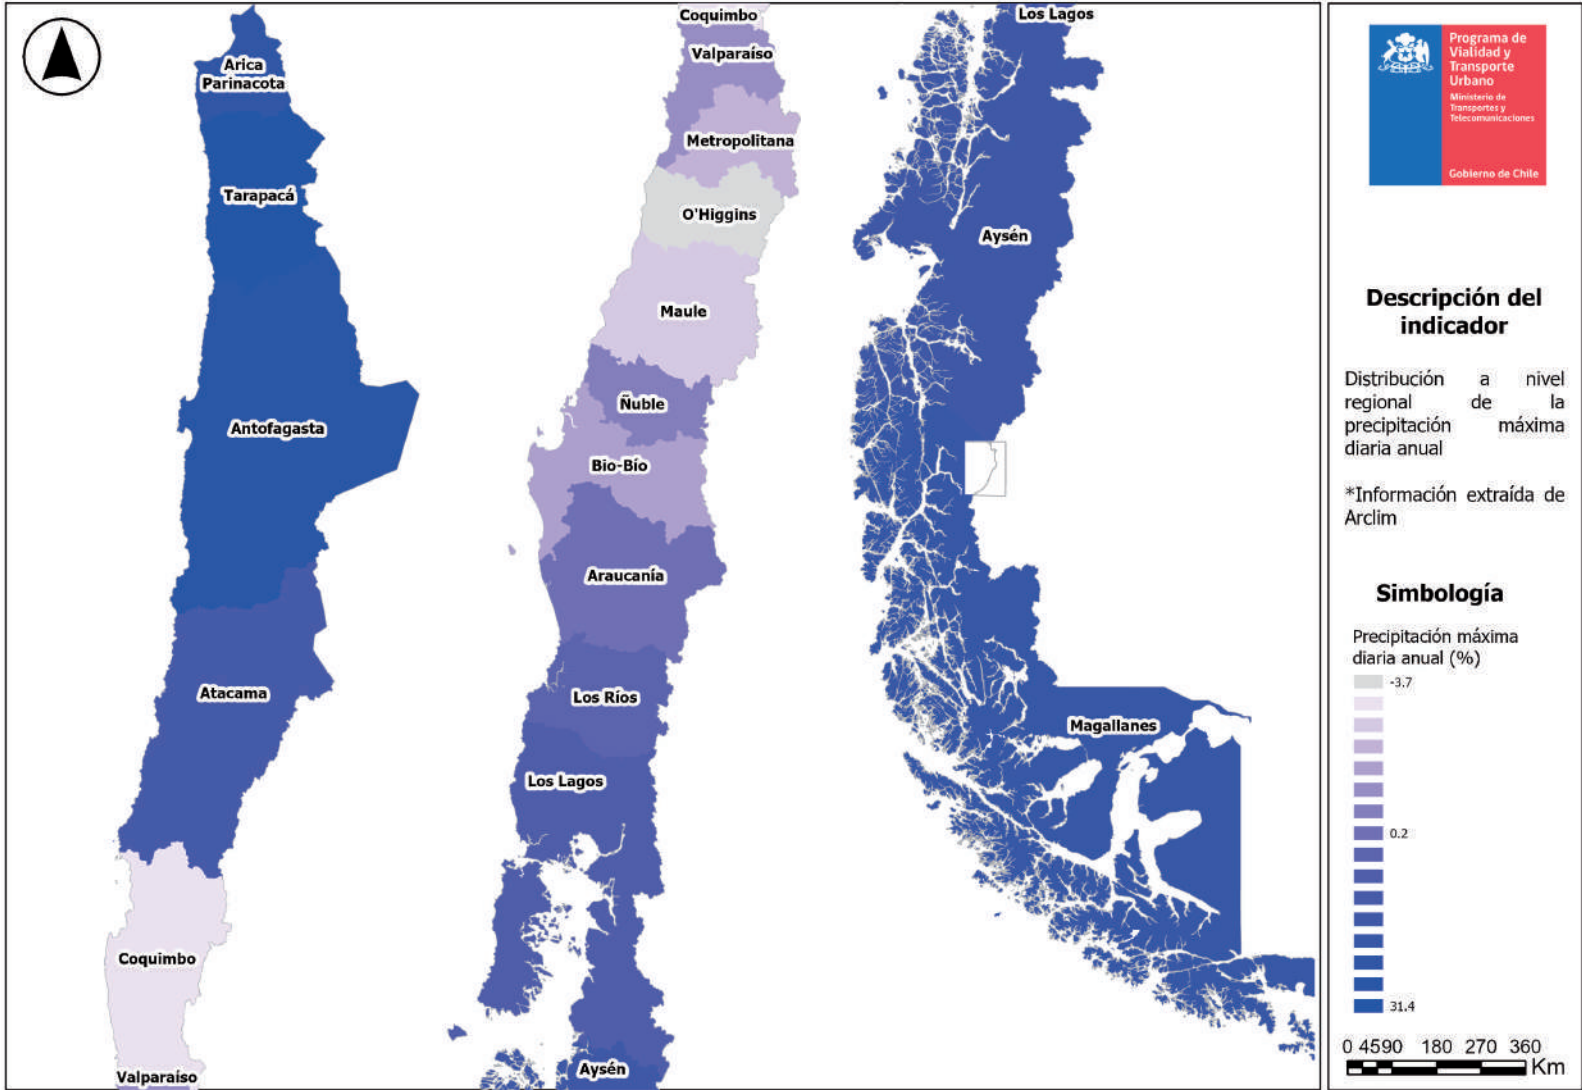 Arica
Parinacota
Tarapacá
Antofagasta
Atacama
Coquimbo
Valparaíso
Coquimbo
Valparaíso
Metropolitana
O'Higgins
Maule
Ñuble
Bio-Bío
Araucanía
Los Ríos
Los Lagos
Aysén
Los Lagos
Aysén
Magallanes
Programa de
Vialidad y
Transporte
Urbano
Ministerio de
Transportes y
Telecomunicaciones
Gobierno de Chile
Descripción del
indicador
Distribución a nivel
regional de la
precipitación máxima
diaria anual
*Información extraída de
Arclim
Simbología
Precipitación máxima
diaria anual (%)
-3.7
0.2
31.4
0 4590 180 270 360
Km